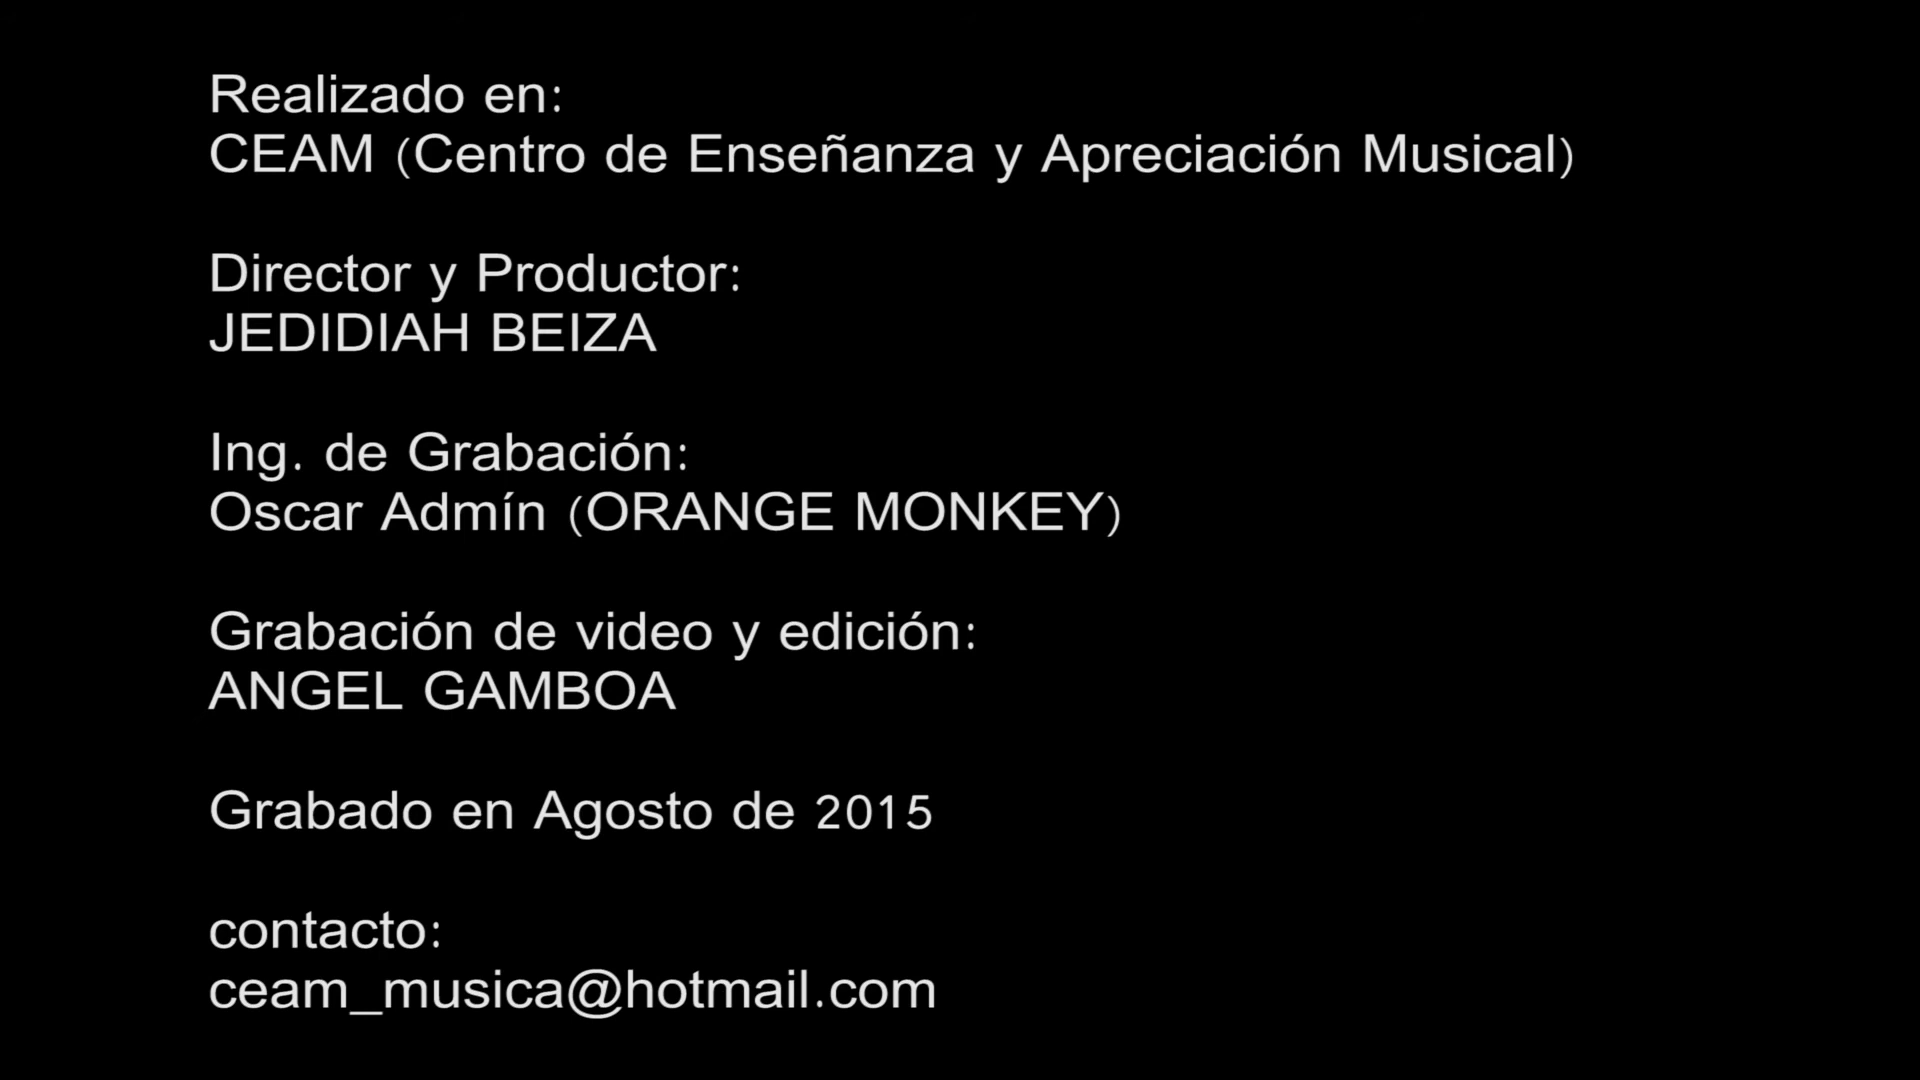 Realizado en:
CEAM (Centro de Enseñanza y Apreciación Musical)
Director y Productor:
JEDIDIAH BEIZA
Ing. de Grabación:
Oscar Admín (ORANGE MONKEY)
Grabación de video y edición:
ANGEL GAMBOA
Grabado en Agosto de 2015
contacto:
ceam_musica@hotmail.com